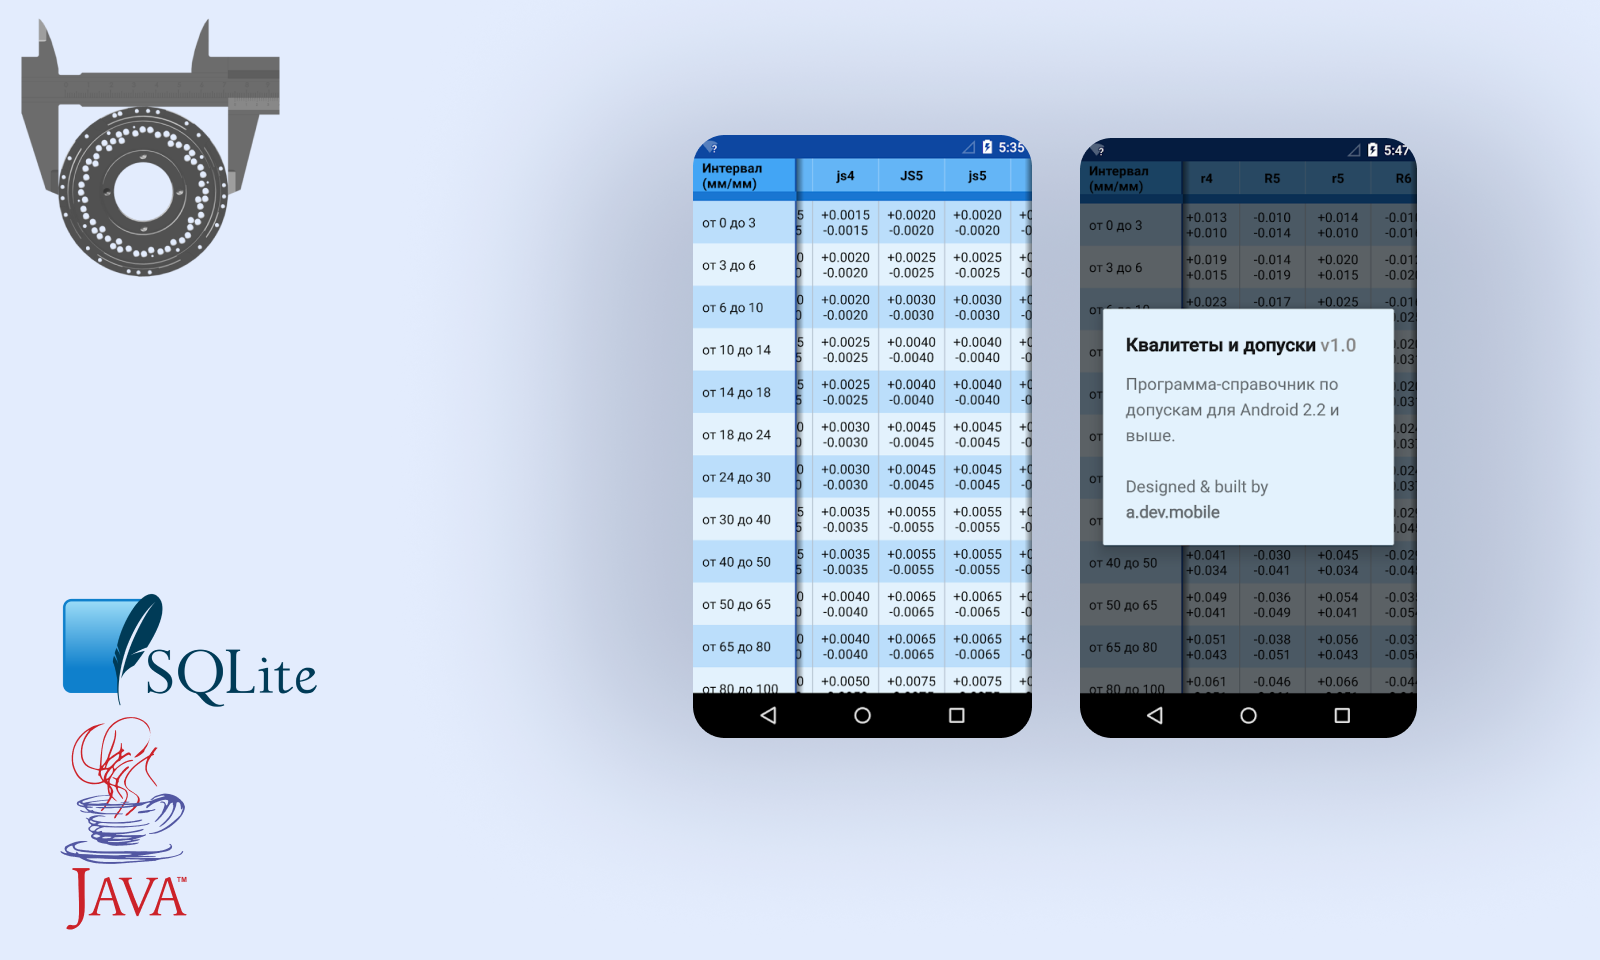 5:35
Интервал
(мм/мм)
js4 JS5 js5
от 0 до 3 +0.0015 +0.0020 +0.0020
-0.0015 -0.0020 -0.0020
от 3 до 6 +0.0020 +0.0025 +0.0025
-0.0020 -0.0025 -0.0025
от 6 до 10 +0.0020 +0.0030 +0.0030
-0.0020 -0.0030 -0.0030
от 10 до 14 +0.0025 +0.0040 +0.0040
-0.0025 -0.0040 -0.0040
от 14 до 18 +0.0025 +0.0040 +0.0040
-0.0025 -0.0040 -0.0040
от 18 до 24 +0.0030 +0.0045 +0.0045
-0.0030 -0.0045 -0.0045
от 24 до 30 +0.0030 +0.0045 +0.0045
-0.0030 -0.0045 -0.0045
от 30 до 40 +0.0035 +0.0055 +0.0055
-0.0035 -0.0055 -0.0055
от 40 до 50 +0.0035 +0.0055 +0.0055
-0.0035 -0.0055 -0.0055
от 50 до 65 +0.0040 +0.0065 +0.0065
-0.0040 -0.0065 -0.0065
от 65 до 80 +0.0040 +0.0065 +0.0065
-0.0040 -0.0065 -0.0065
от 80 до 100 +0.0050 +0.0075 +0.0075
5:47
Интервал
(мм/мм)
r4 R5 r5 R6
от 0 до 3 +0.013 -0.010 +0.014
+0.010 -0.014 +0.010
от 3 до 6 +0.019 -0.014 +0.020
+0.015 -0.019 +0.015
+0.023 -0.017 +0.025
Квалитеты и допуски v1.0
Программа-справочник по
допускам для Android 2.2 и
выше.
Designed & built by
a.dev.mobile
от 40 до 50 +0.041 -0.030 +0.045
+0.034 -0.041 +0.034
от 50 до 65 +0.049 -0.036 +0.054
+0.041 -0.049 +0.041
от 65 до 80 +0.051 -0.038 +0.056
+0.043 -0.051 +0.043
от 80 до 100 +0.061 -0.046 +0.066
SQLite
JAVA™